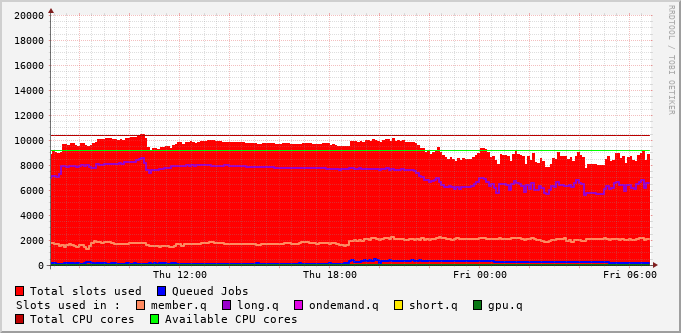 20000
18000
16000
14000
12000
10000
8000
6000
4000
2000
0
Thu 12:00 Thu 18:00 Fri 00:00 Fri 06:00
Total slots used Queued Jobs
Slots used in : member.q long.q ondemand.q short.q gpu.q
Total CPU cores Available CPU cores
RRDTOOL / TOBI OETIKER